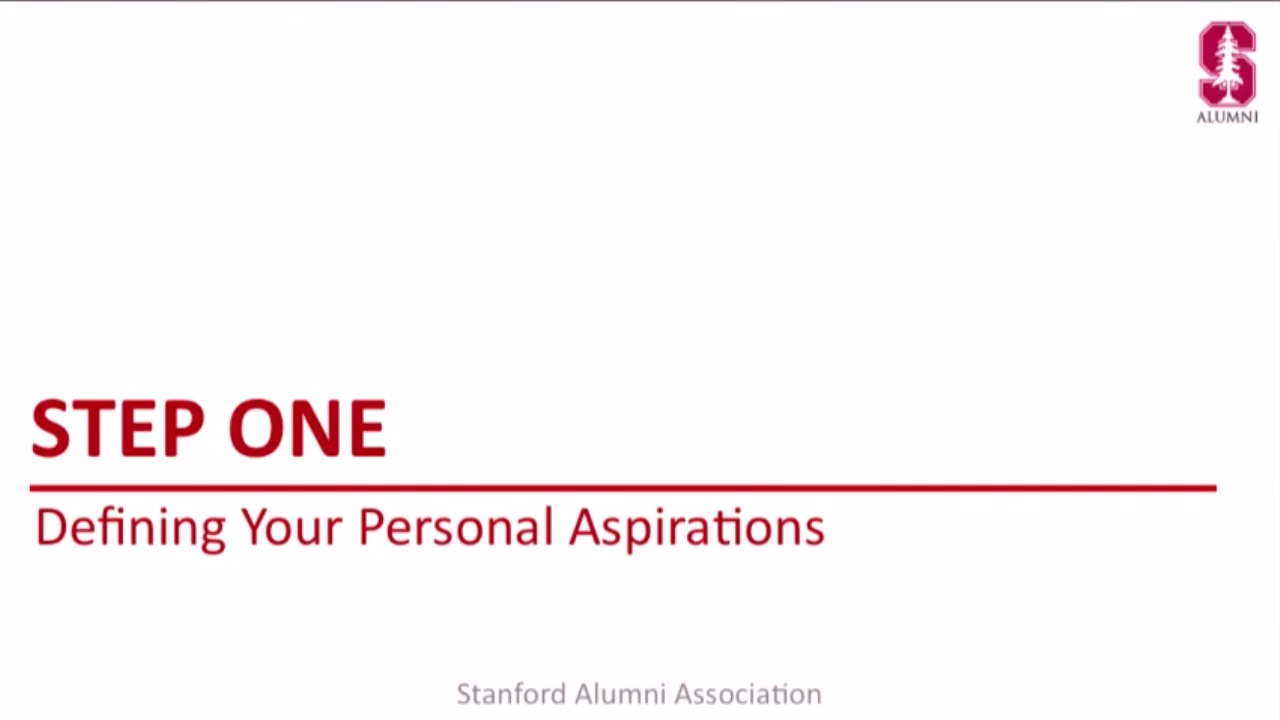 ALUMNI
STEP ONE
Defining Your Personal Aspirations
Stanford Alumni Association